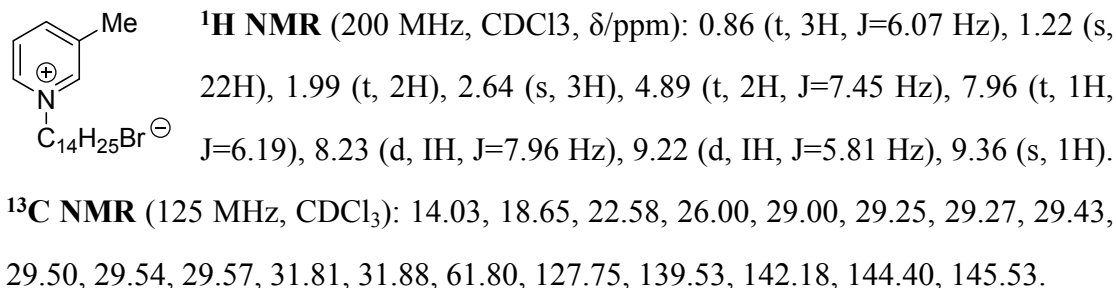 Me
+
N
C₁₄H₂₅Br ⊖
¹H NMR (200 MHz, CDCl3, δ/ppm): 0.86 (t, 3H, J=6.07 Hz), 1.22 (s,
22H), 1.99 (t, 2H), 2.64 (s, 3H), 4.89 (t, 2H, J=7.45 Hz), 7.96 (t, 1H,
J=6.19), 8.23 (d, IH, J=7.96 Hz), 9.22 (d, IH, J=5.81 Hz), 9.36 (s, 1H).
¹³C NMR (125 MHz, CDCl₃): 14.03, 18.65, 22.58, 26.00, 29.00, 29.25, 29.27, 29.43,
29.50, 29.54, 29.57, 31.81, 31.88, 61.80, 127.75, 139.53, 142.18, 144.40, 145.53.